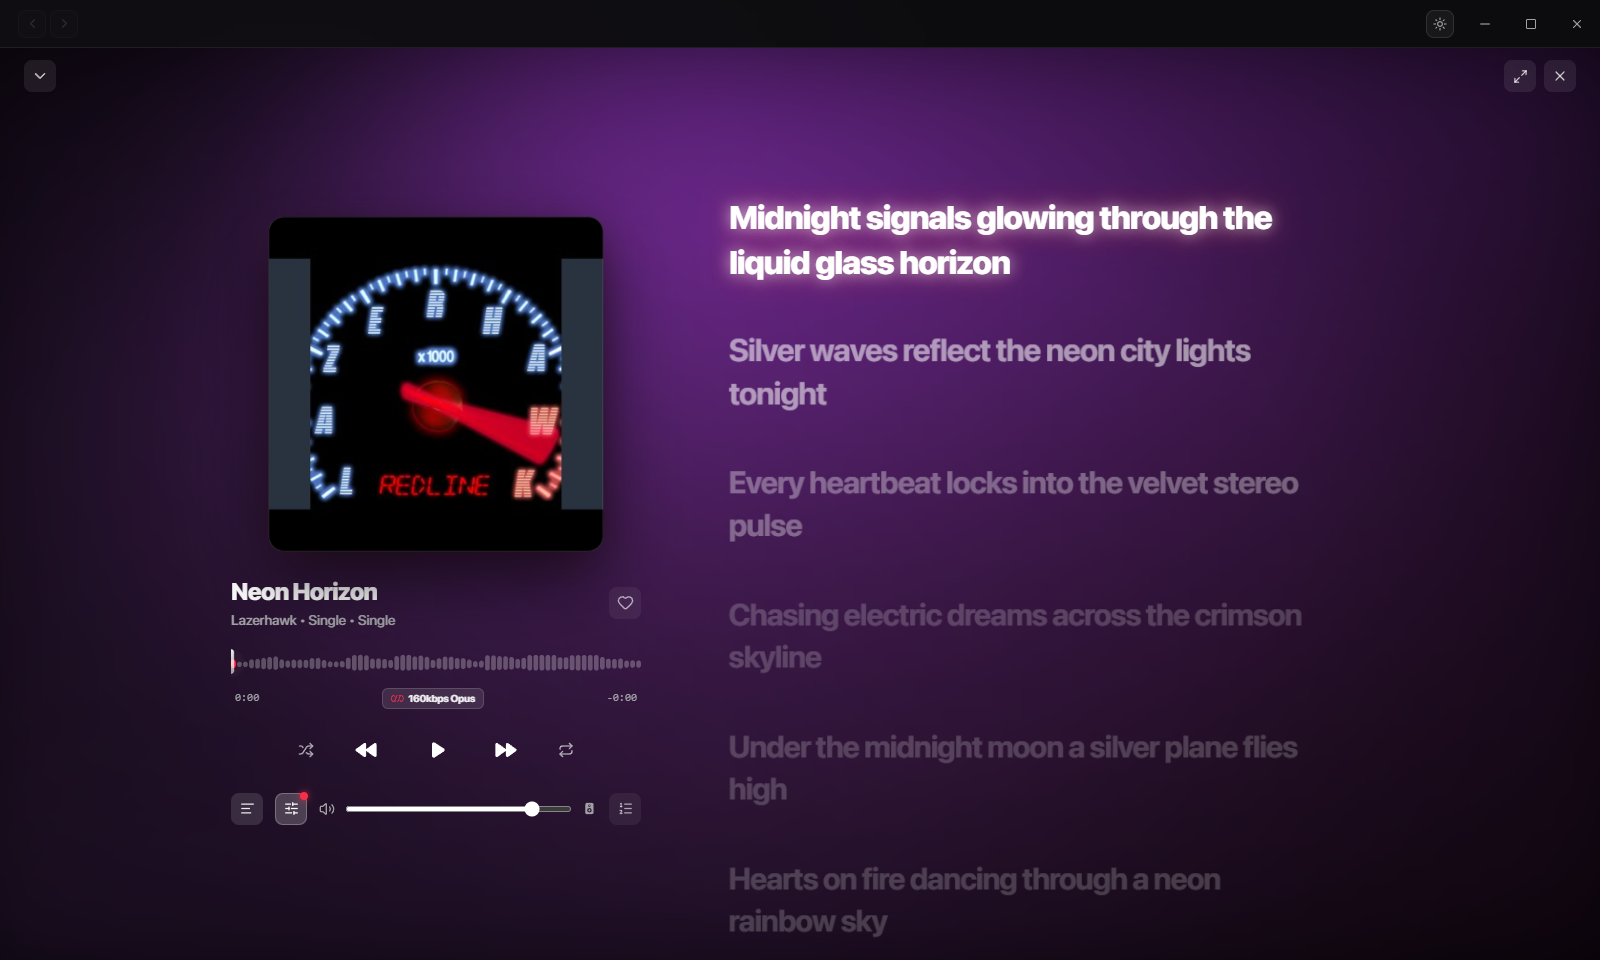 L A Z E R H A W K
x1000
REDLINE
Neon Horizon
Lazerhawk • Single • Single
0:00
160kbps Opus
-0:00
Midnight signals glowing through the
liquid glass horizon
Silver waves reflect the neon city lights
tonight
Every heartbeat locks into the velvet stereo
pulse
Chasing electric dreams across the crimson
skyline
Under the midnight moon a silver plane flies
high
Hearts on fire dancing through a neon
rainbow sky